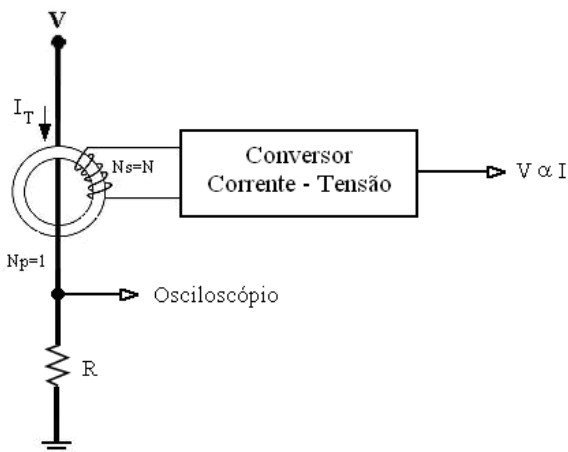 V
I_T
Ns=N
Conversor
Corrente - Tensão
V α I
Np=1
Osciloscópio
R